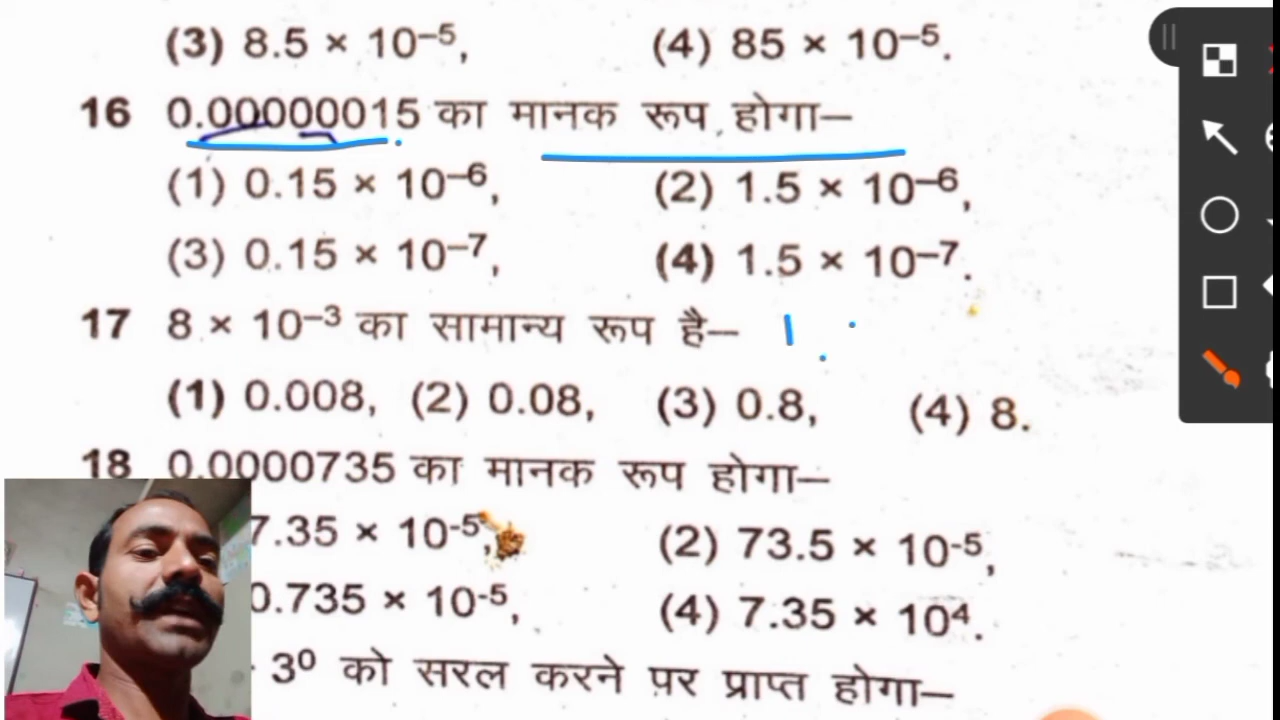 (3) 8.5 × 10⁻⁵, (4) 85 × 10⁻⁵.
16 0.00000015 का मानक रूप होगा—
(1) 0.15 × 10⁻⁶, (2) 1.5 × 10⁻⁶,
(3) 0.15 × 10⁻⁷, (4) 1.5 × 10⁻⁷.
17 8 × 10⁻³ का सामान्य रूप है— 1
(1) 0.008, (2) 0.08, (3) 0.8, (4) 8.
18 0.0000735 का मानक रूप होगा—
7.35 × 10⁻⁵, (2) 73.5 × 10⁻⁵,
0.735 × 10⁻⁵, (4) 7.35 × 10⁴.
3⁰ को सरल करने पर प्राप्त होगा—